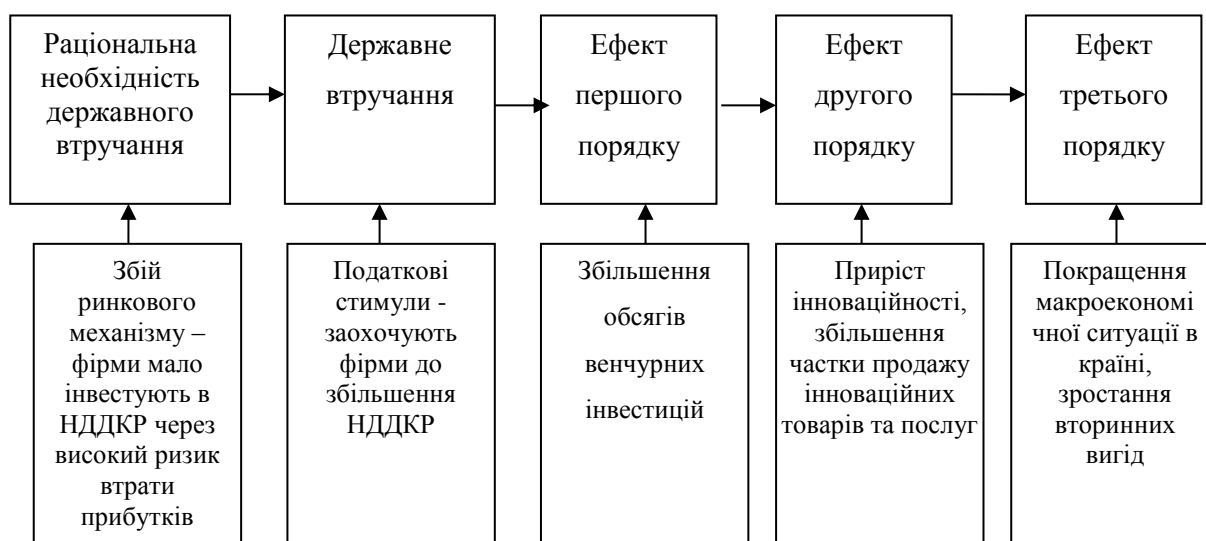 Раціональна
необхідність
державного
втручання
Державне
втручання
Ефект
першого
порядку
Ефект
другого
порядку
Ефект
третього
порядку
Збій
ринкового
механізму –
фірми мало
інвестують в
НДДКР через
високий ризик
втрати
прибутків
Податкові
стимули -
заохочують
фірми до
збільшення
НДДКР
Збільшення
обсягів
венчурних
інвестицій
Приріст
інноваційності,
збільшення
частки продажу
інноваційних
товарів та послуг
Покращення
макроекономі
чної ситуації в
країні,
зростання
вторинних
вигід